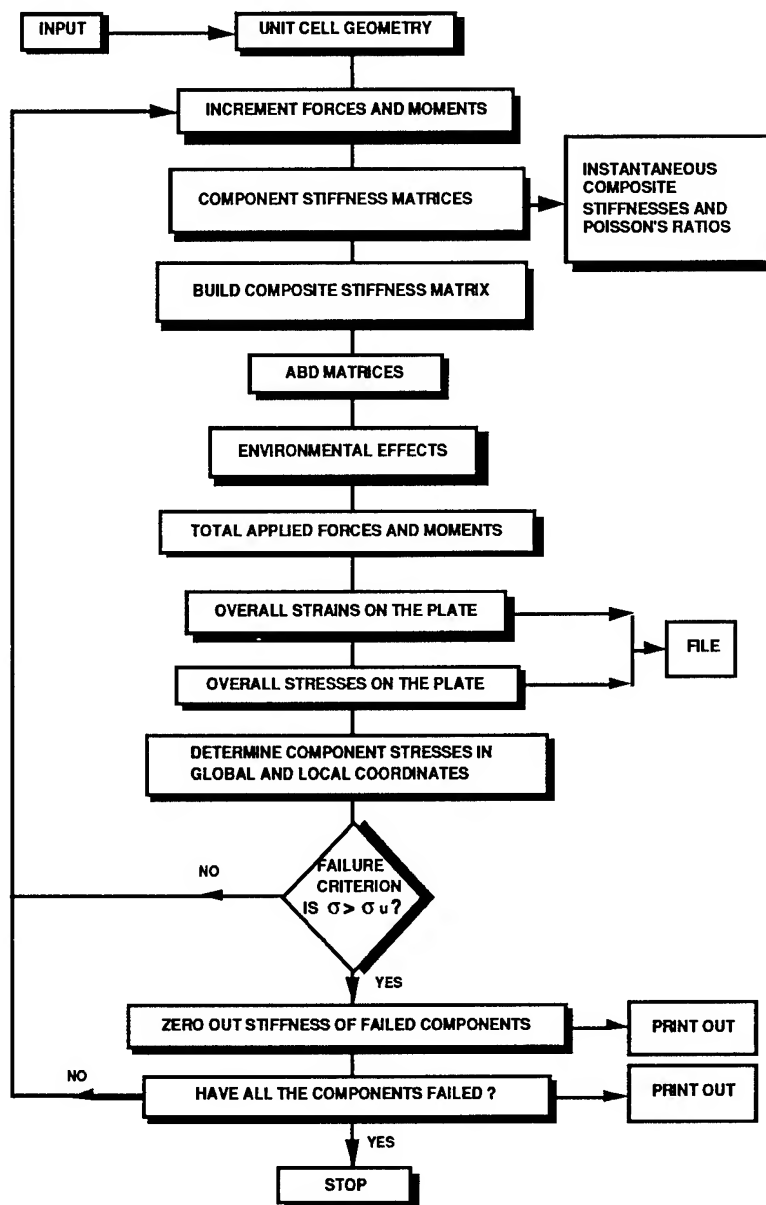 INPUT
UNIT CELL GEOMETRY
INCREMENT FORCES AND MOMENTS
COMPONENT STIFFNESS MATRICES
INSTANTANEOUS
COMPOSITE
STIFFNESSES AND
POISSON'S RATIOS
BUILD COMPOSITE STIFFNESS MATRIX
ABD MATRICES
ENVIRONMENTAL EFFECTS
TOTAL APPLIED FORCES AND MOMENTS
OVERALL STRAINS ON THE PLATE
FILE
OVERALL STRESSES ON THE PLATE
DETERMINE COMPONENT STRESSES IN
GLOBAL AND LOCAL COORDINATES
NO
FAILURE
CRITERION
IS σ> σ u?
YES
ZERO OUT STIFFNESS OF FAILED COMPONENTS
PRINT OUT
NO
HAVE ALL THE COMPONENTS FAILED ?
PRINT OUT
YES
STOP